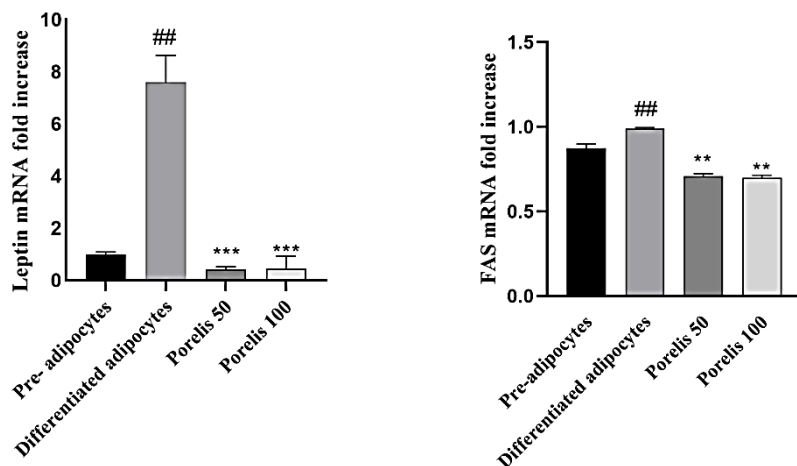 Leptin mRNA fold increase
10
8
6
4
2
0
##
***
***
Pre- adipocytes
Differentiated adipocytes
Porelis 50
Porelis 100
FAS mRNA fold increase
1.5
1.0
0.5
0.0
##
**
**
Pre-adipocytes
Differentiated adipocytes
Porelis 50
Porelis 100